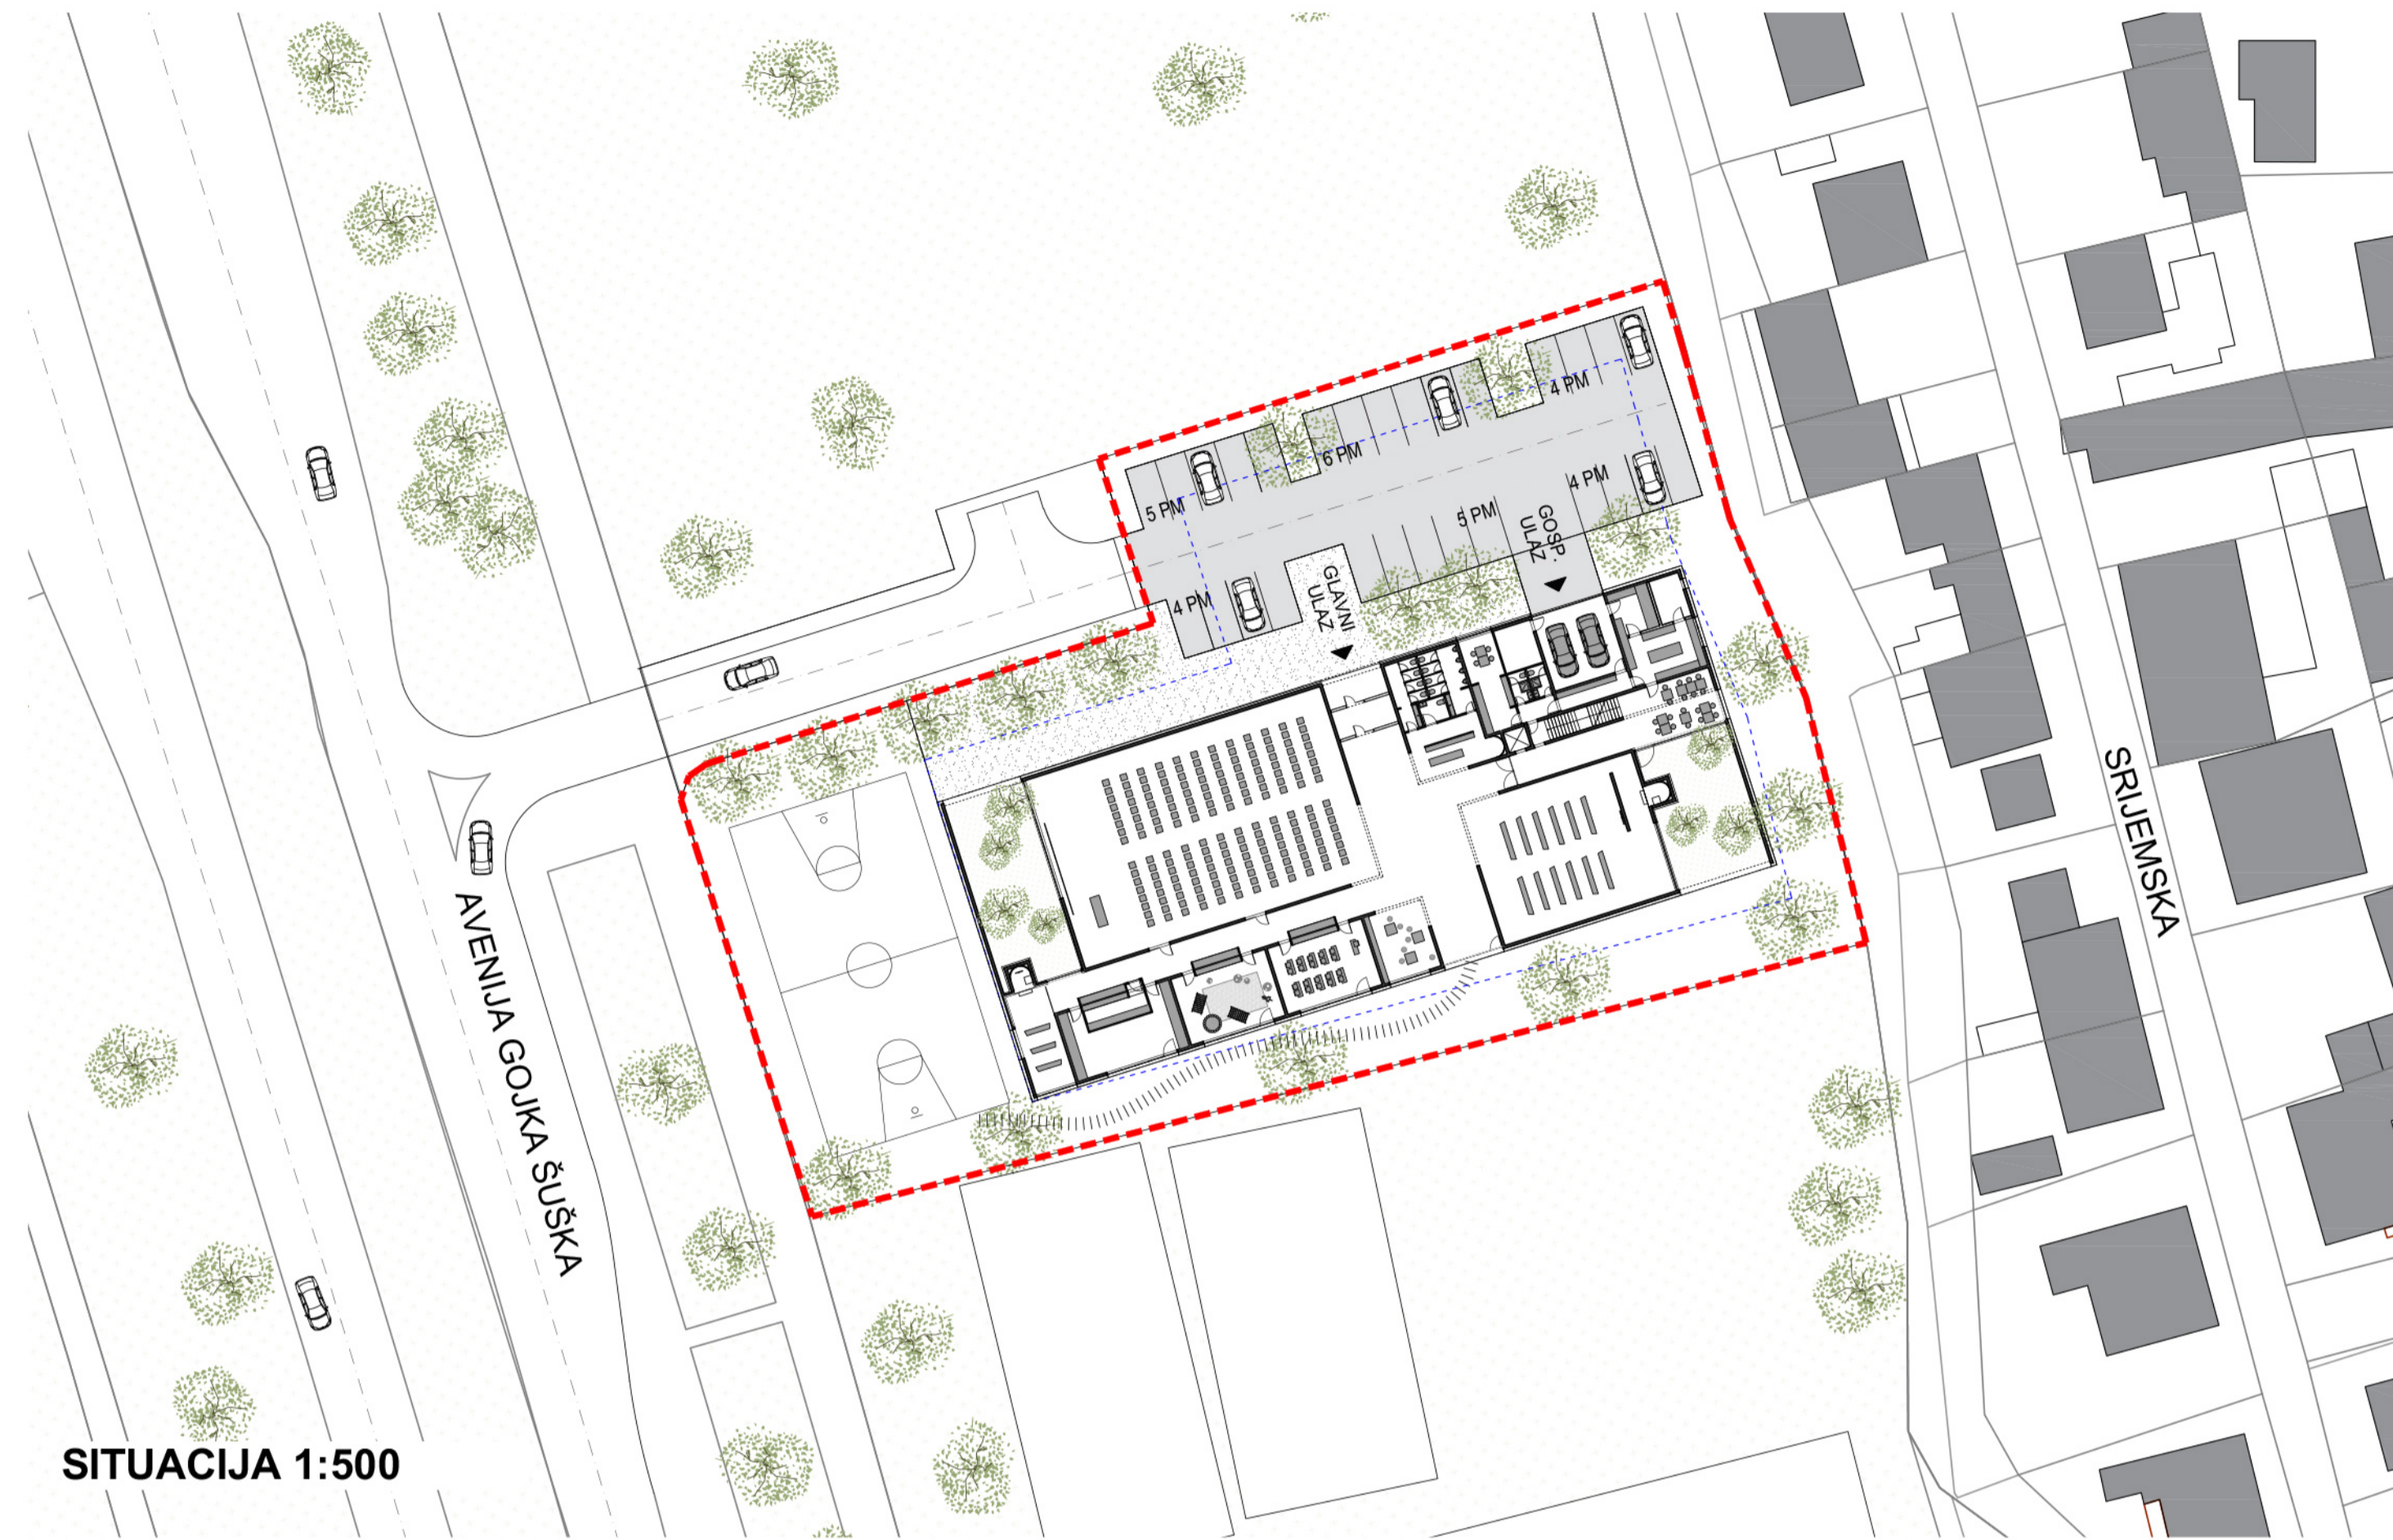 4 PM
6 PM
5 PM
4 PM
5 PM
GOSP.
ULAZ
4 PM
GLAVNI
ULAZ
SRIJEMSKA
AVENIJA GOJKA ŠUŠKA
SITUACIJA 1:500